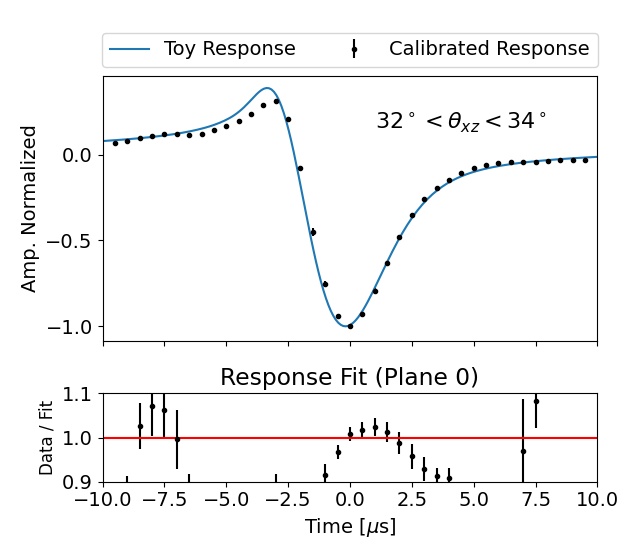 Toy Response Calibrated Response
32° < θxz < 34°
Amp. Normalized
0.0
−0.5
−1.0
Response Fit (Plane 0)
Data / Fit
1.1
1.0
0.9
−10.0 −7.5 −5.0 −2.5 0.0 2.5 5.0 7.5 10.0
Time [μs]